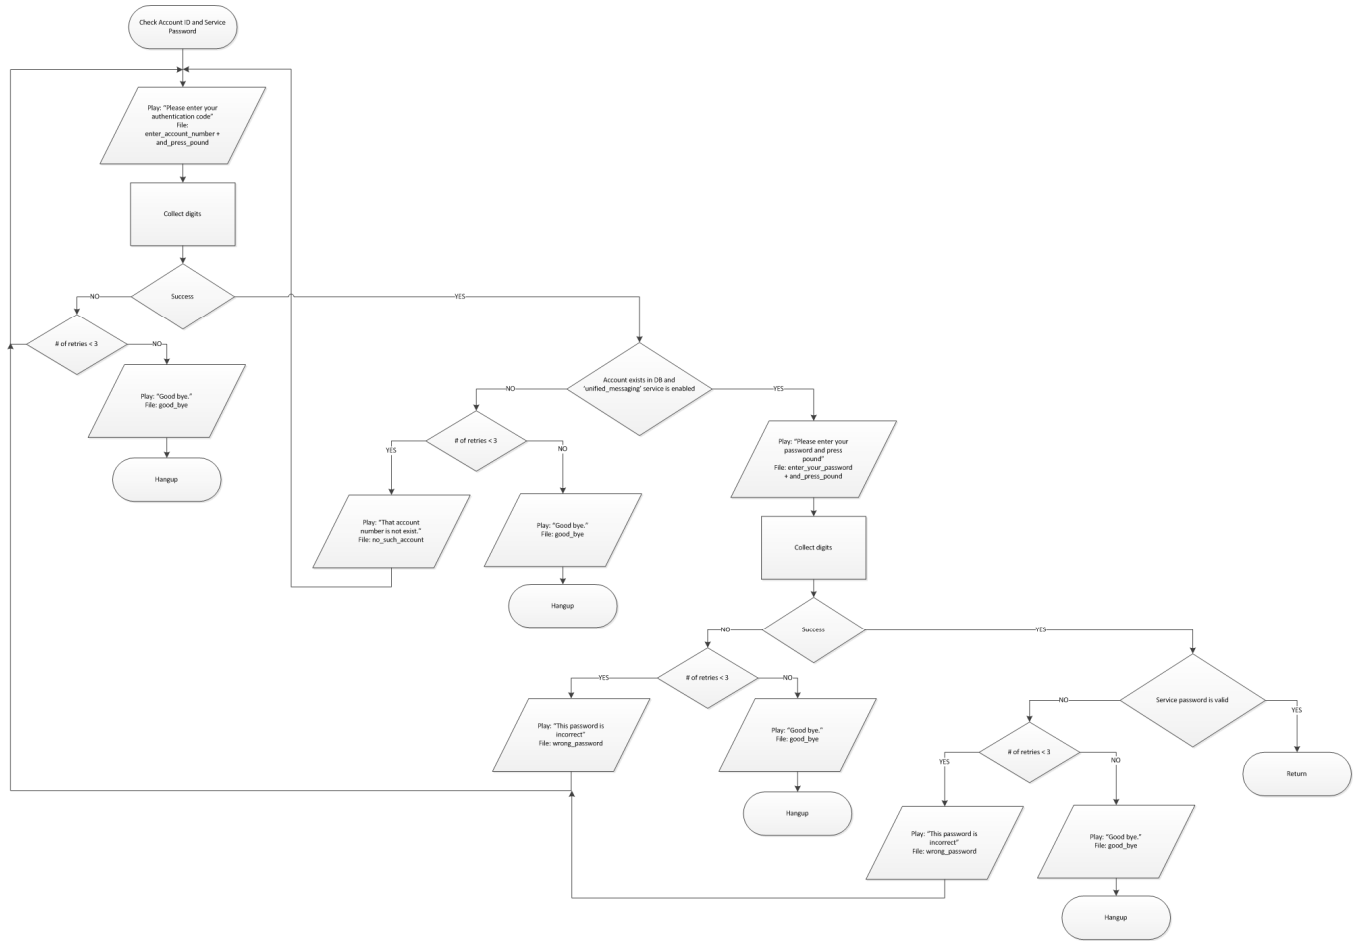 Check Account ID and Service
Password
Play: "Please enter your
authentication code"
File:
enter_account_number +
and_press_pound
Collect digits
Success
NO
YES
# of retries < 3
NO
Play: "Good bye."
File: good_bye
Hangup
Account exists in DB and
'unified_messaging' service is enabled
NO
YES
# of retries < 3
YES
NO
Play: "That account
number is not exist."
File: no_such_account
Play: "Good bye."
File: good_bye
Hangup
Play: "Please enter your
password and press
pound"
File: enter_your_password
+ and_press_pound
Collect digits
Success
NO
YES
# of retries < 3
YES
NO
Play: "This password is
incorrect"
File: wrong_password
Play: "Good bye."
File: good_bye
Hangup
Service password is valid
NO
YES
# of retries < 3
YES
NO
Return
Play: "This password is
incorrect"
File: wrong_password
Play: "Good bye."
File: good_bye
Hangup